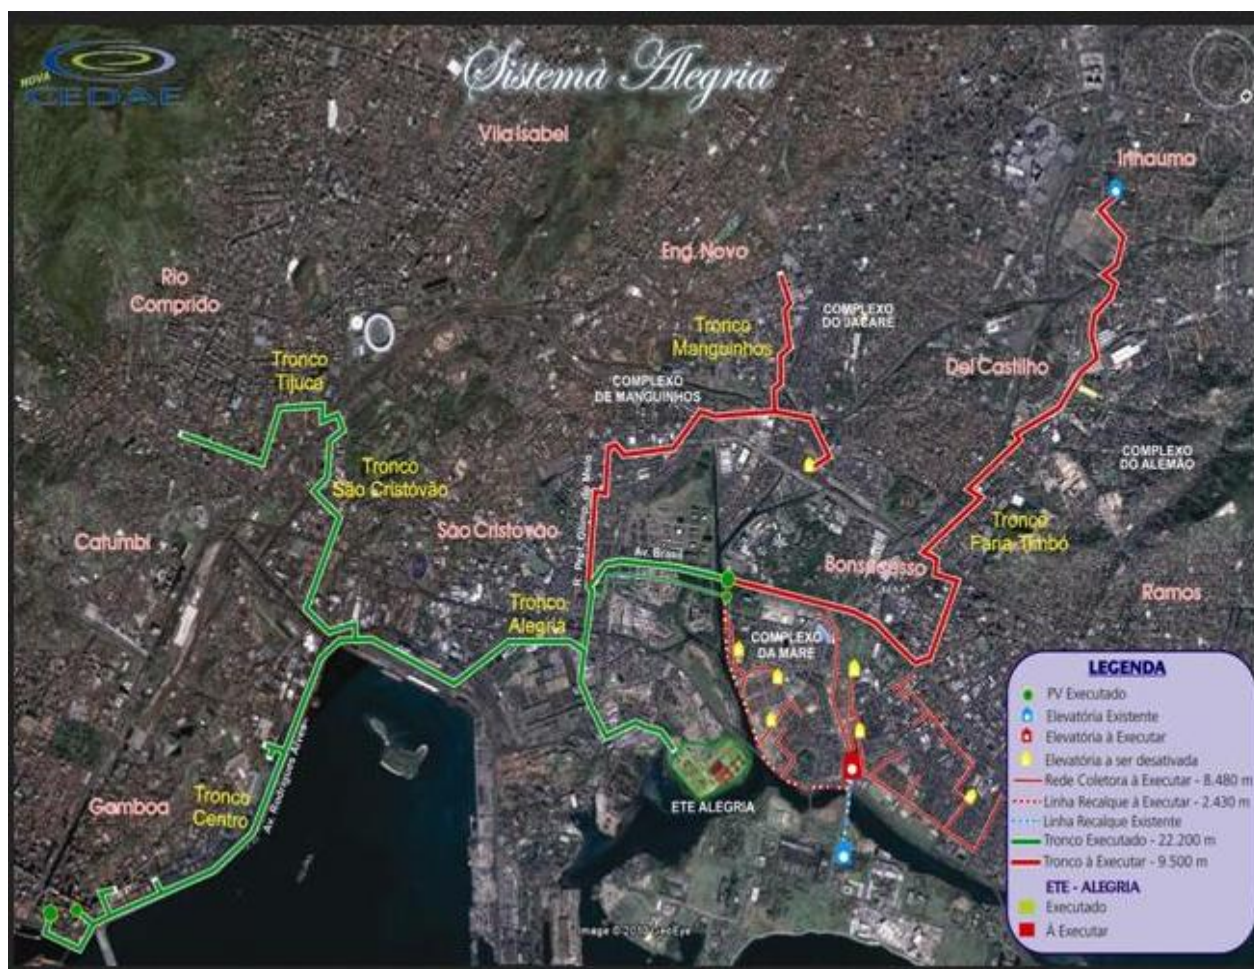 Sistema Alegria
NOVA
CEDAE
Vila Isabel
Inhauma
Eng. Novo
Rio
Comprido
COMPLEXO
DO JACARÉ
Tronco
Manguinhos
Tronco
Tijuca
Del Castilho
COMPLEXO
DE MANGUINHOS
COMPLEXO
DO ALEMÃO
Tronco
São Cristóvão
São Cristóvão
Catumbi
Tronco
Faria-Timbó
Av. Brasil
Bonsucesso
Ramos
Tronco
Alegria
COMPLEXO
DA MARÉ
Gamboa
Tronco
Centro
Av. Rodrigues Alves
ETE ALEGRIA
LEGENDA
PV Executado
Elevatória Existente
Elevatória à Executar
Elevatória a ser desativada
Rede Coletora à Executar - 8.480 m
Linha Recalque à Executar - 2.430 m
Linha Recalque Existente
Tronco Executado - 22.200 m
Tronco à Executar - 9.500 m
ETE - ALEGRIA
Executado
À Executar